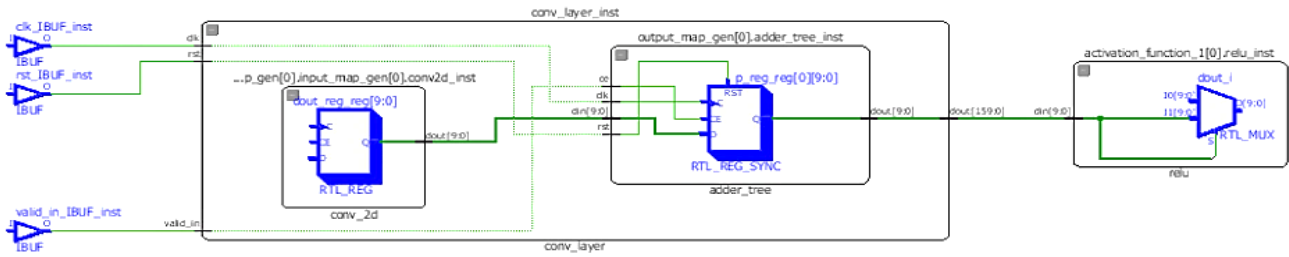 conv_layer_inst
clk_IBUF_inst
I
O
IBUF
rst_IBUF_inst
I
O
IBUF
valid_in_IBUF_inst
I
O
IBUF
clk
rst
valid_in
...p_gen[0].input_map_gen[0].conv2d_inst
dout_reg_reg[9:0]
C
CE
D
Q
RTL_REG
dout[9:0]
conv_2d
output_map_gen[0].adder_tree_inst
ce
clk
din[9:0]
rst
p_reg_reg[0][9:0]
RST
C
CE
D
Q
RTL_REG_SYNC
dout[9:0]
adder_tree
dout[159:0]
conv_layer
activation_function_1[0].relu_inst
din[9:0]
dout_i
I0[9:0]
I1[9:0]
S
O[9:0]
RTL_MUX
relu